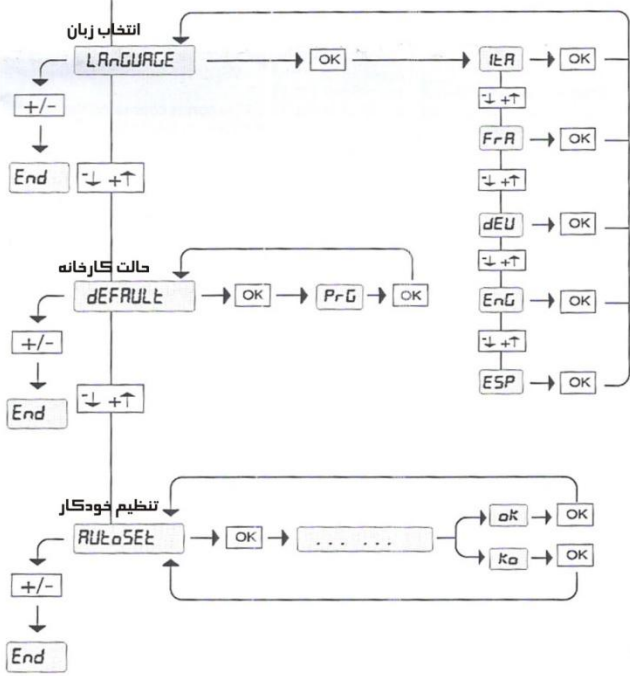 انتخاب زبان
LAnGUAGE
OK
ItA
OK
+/-
-↓ +↑
FrA
OK
End
-↓ +↑
-↓ +↑
dEU
OK
-↓ +↑
حالت کارخانه
dEFAULt
OK
PrG
OK
EnG
OK
+/-
-↓ +↑
End
-↓ +↑
ESP
OK
تنظیم خودکار
AUtoSEt
OK
... ...
oK
OK
Ko
OK
+/-
End